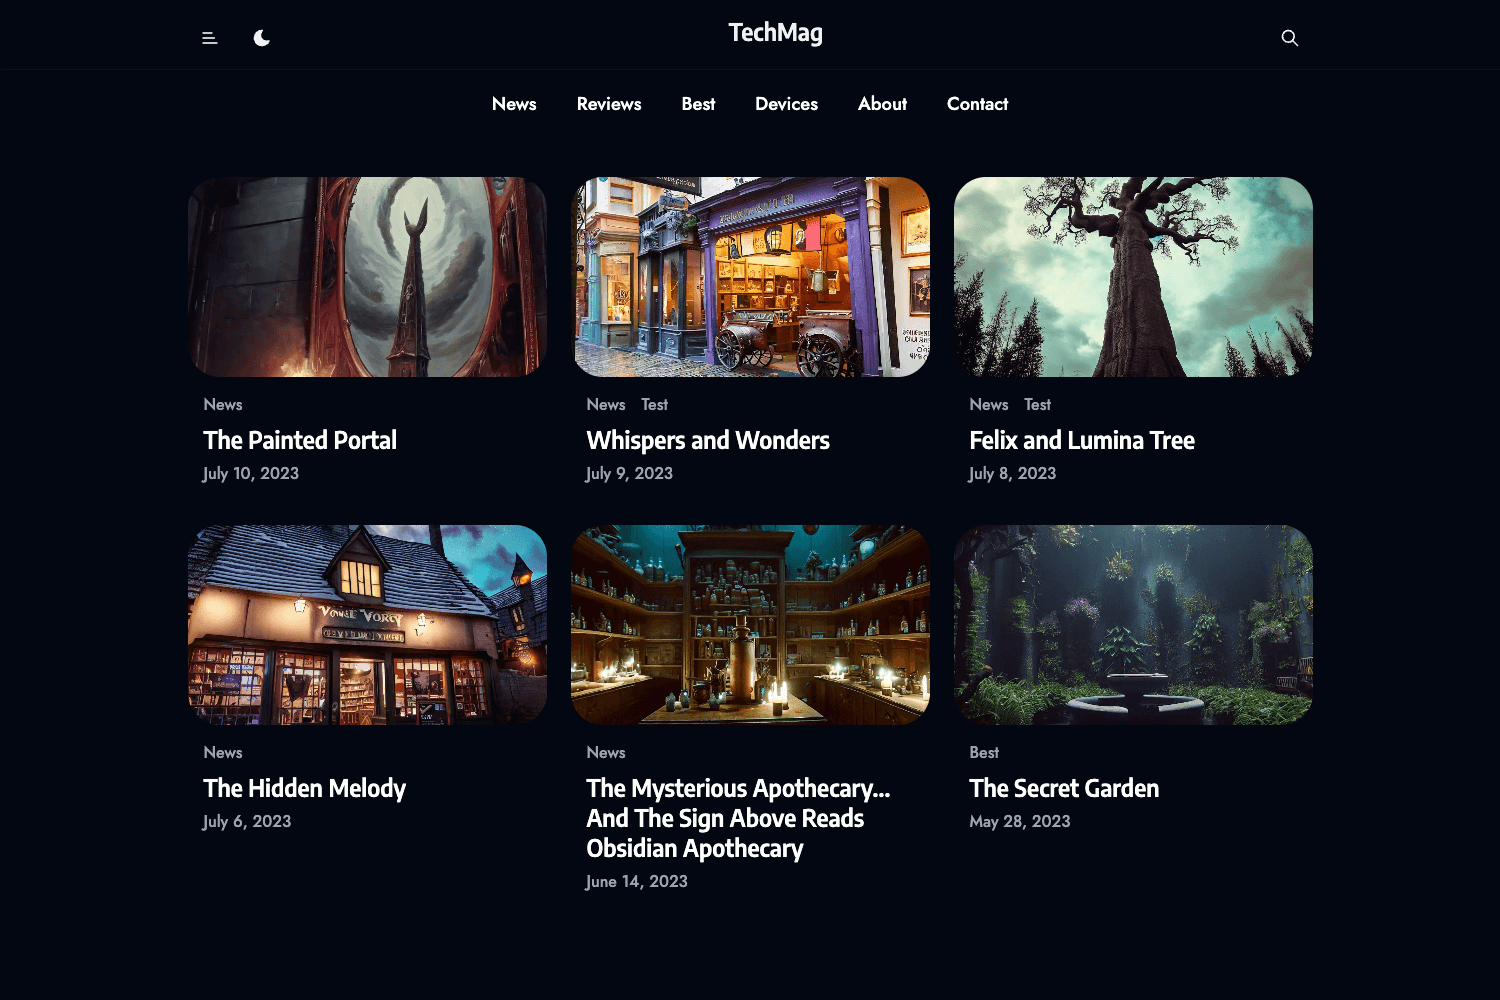 TechMag
News
Reviews
Best
Devices
About
Contact
News
The Painted Portal
July 10, 2023
News Test
Whispers and Wonders
July 9, 2023
News Test
Felix and Lumina Tree
July 8, 2023
News
The Hidden Melody
July 6, 2023
News
The Mysterious Apothecary...
And The Sign Above Reads
Obsidian Apothecary
June 14, 2023
Best
The Secret Garden
May 28, 2023